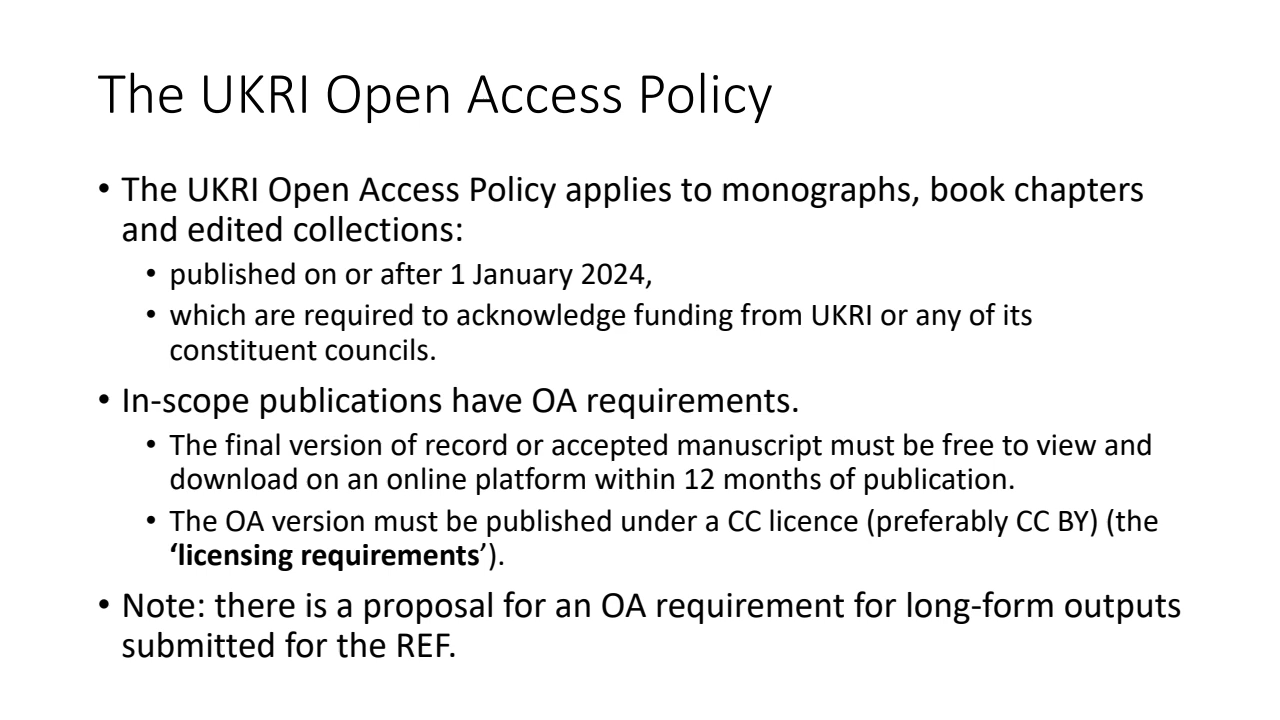 The UKRI Open Access Policy
• The UKRI Open Access Policy applies to monographs, book chapters
and edited collections:
• published on or after 1 January 2024,
• which are required to acknowledge funding from UKRI or any of its
constituent councils.
• In-scope publications have OA requirements.
• The final version of record or accepted manuscript must be free to view and
download on an online platform within 12 months of publication.
• The OA version must be published under a CC licence (preferably CC BY) (the
‘licensing requirements’).
• Note: there is a proposal for an OA requirement for long-form outputs
submitted for the REF.